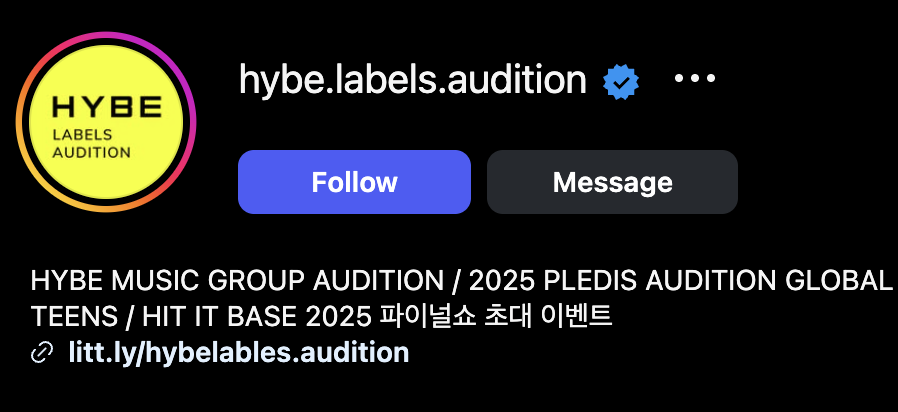 HYBE
LABELS
AUDITION
hybe.labels.audition
Follow
Message
HYBE MUSIC GROUP AUDITION / 2025 PLEDIS AUDITION GLOBAL
TEENS / HIT IT BASE 2025 파이널쇼 초대 이벤트
litt.ly/hybelables.audition